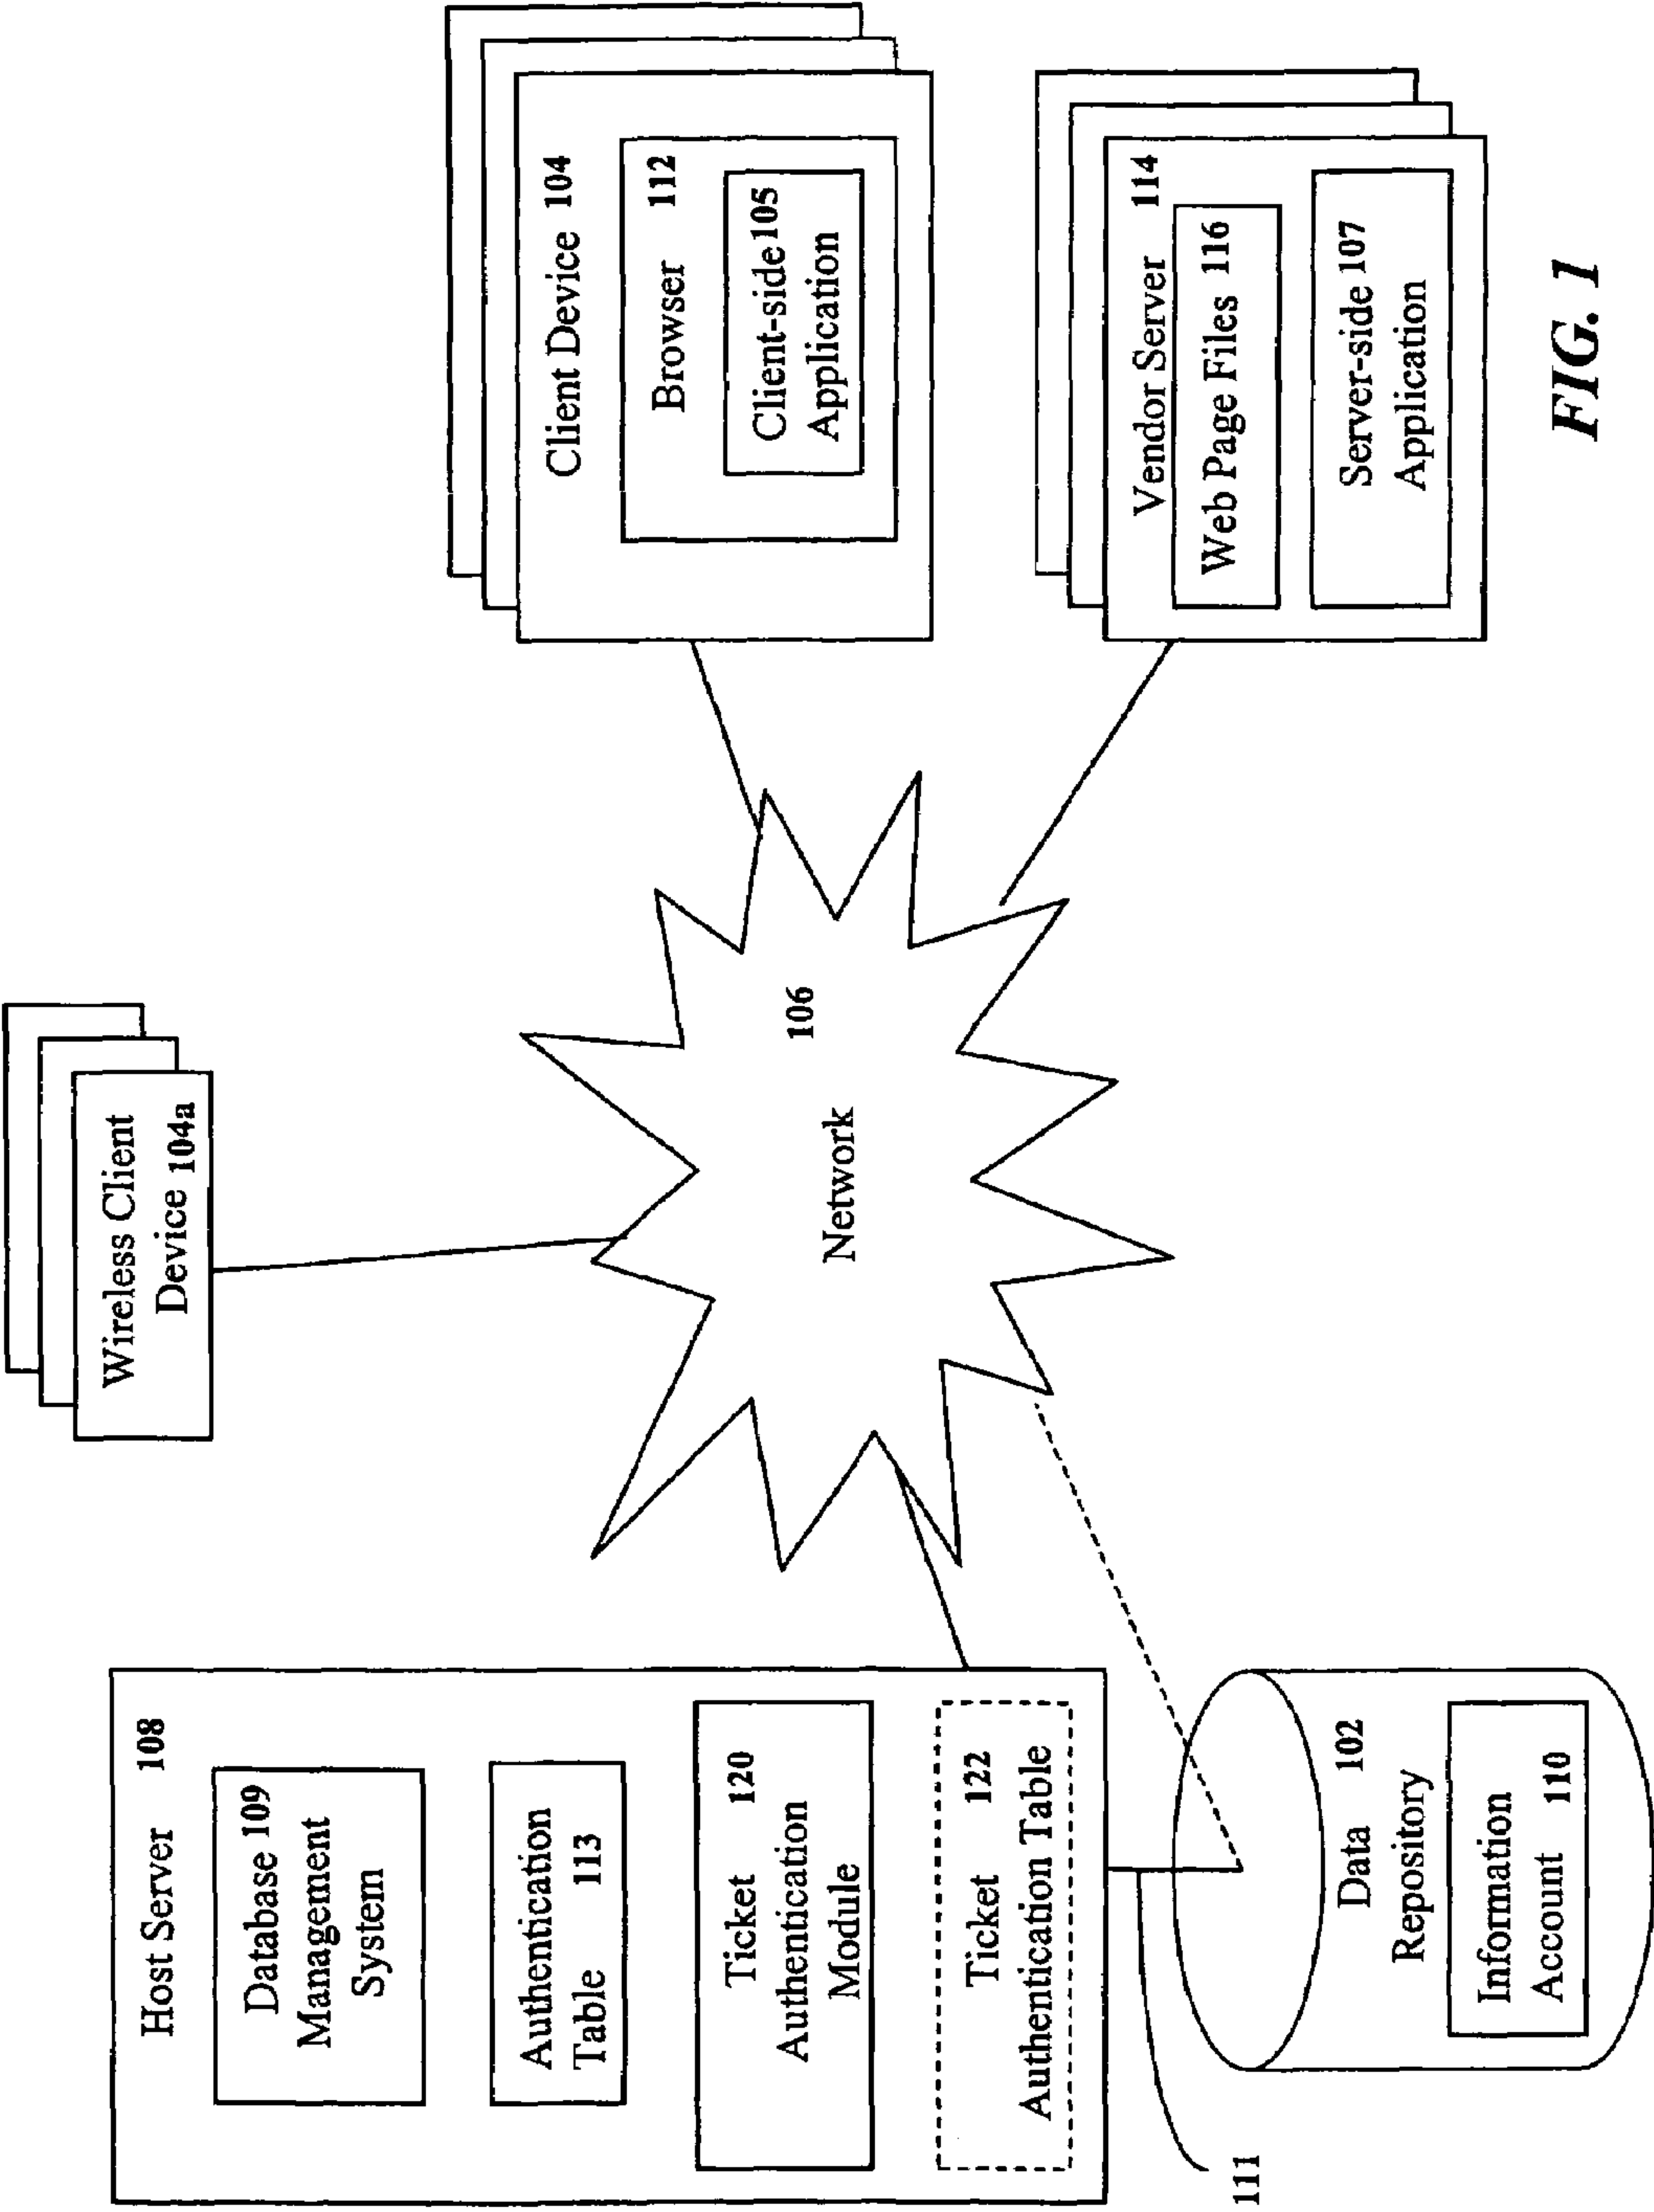 Wireless Client
Device 104a
Host Server 108
Database 109
Management
System
Authentication
Table 113
Ticket 120
Authentication
Module
Ticket 122
Authentication Table
111
Data 102
Repository
Information
Account 110
106
Network
Client Device 104
Browser 112
Client-side 105
Application
Vendor Server 114
Web Page Files 116
Server-side 107
Application
FIG. 1